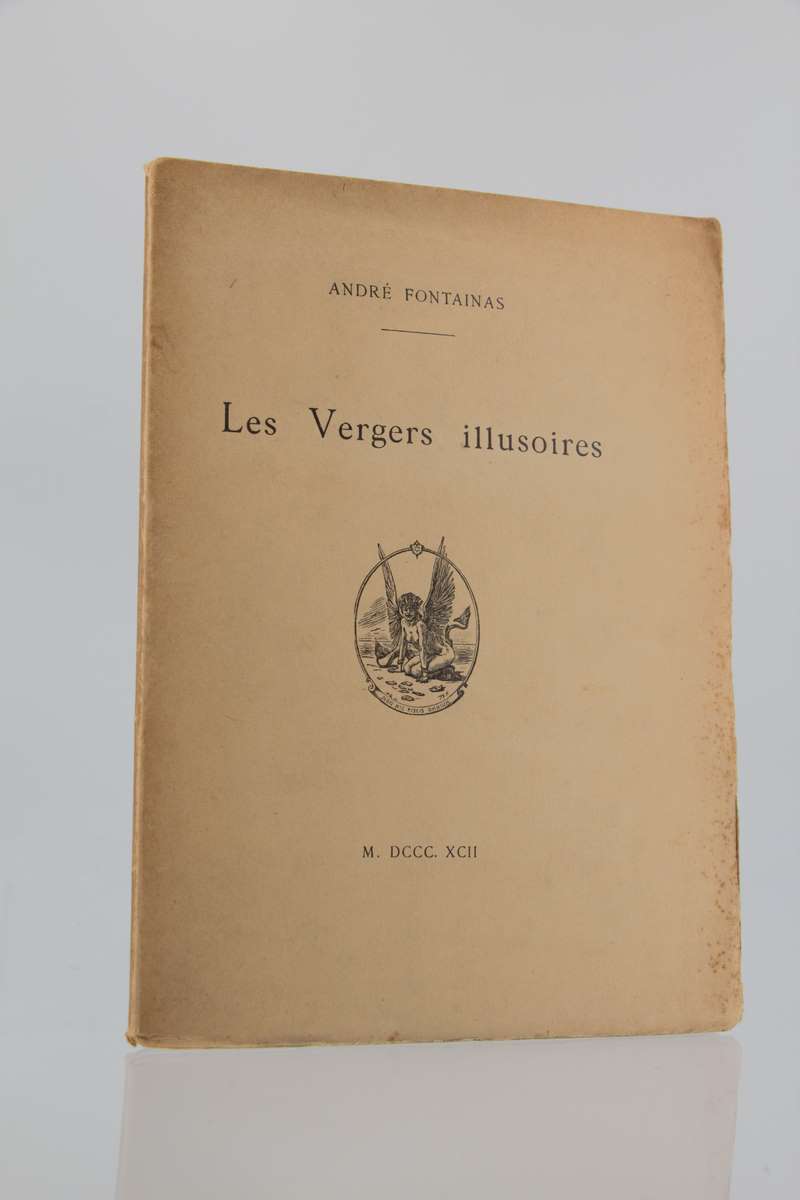 ANDRÉ FONTAINAS
Les Vergers illusoires
M. DCCC. XCII